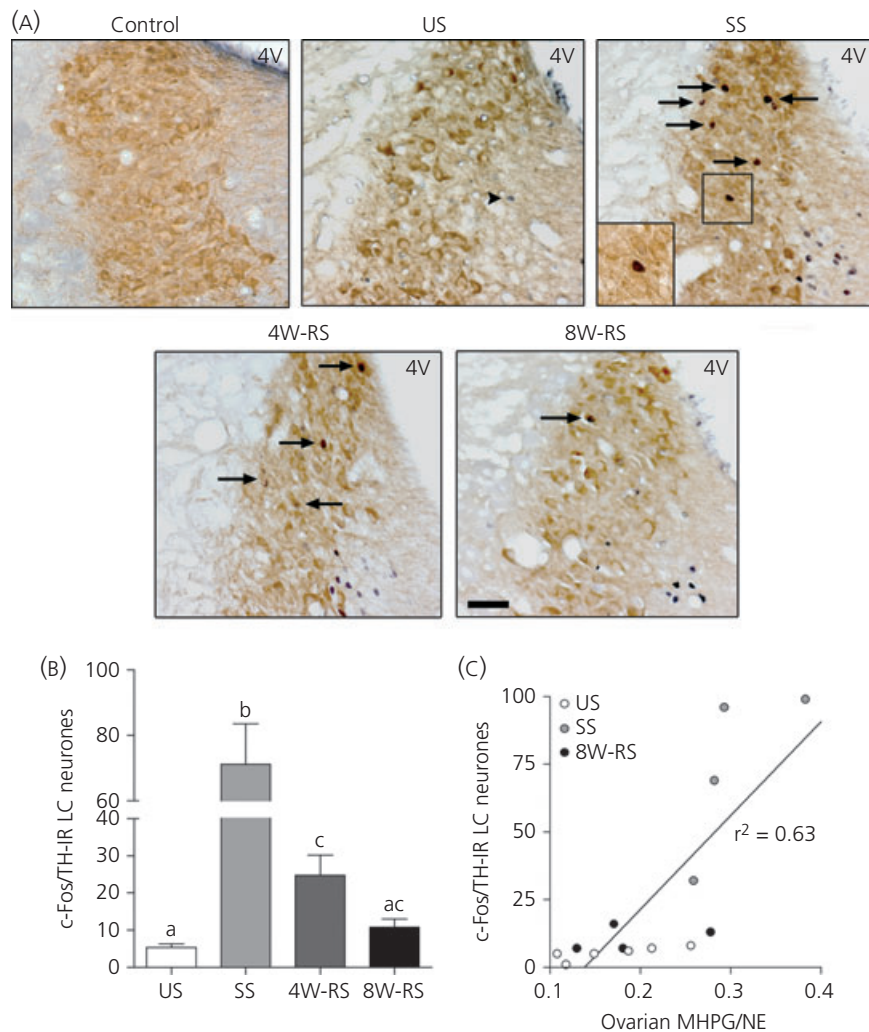 (A)
Control
US
SS
4V
4V
4V
4W-RS
8W-RS
4V
4V
(B)
c-Fos/TH-IR LC neurones
100
80
60
40
30
20
10
0
a
b
c
ac
US
SS
4W-RS
8W-RS
(C)
c-Fos/TH-IR LC neurones
100
75
50
25
0
US
SS
8W-RS
r² = 0.63
0.1
0.2
0.3
0.4
Ovarian MHPG/NE